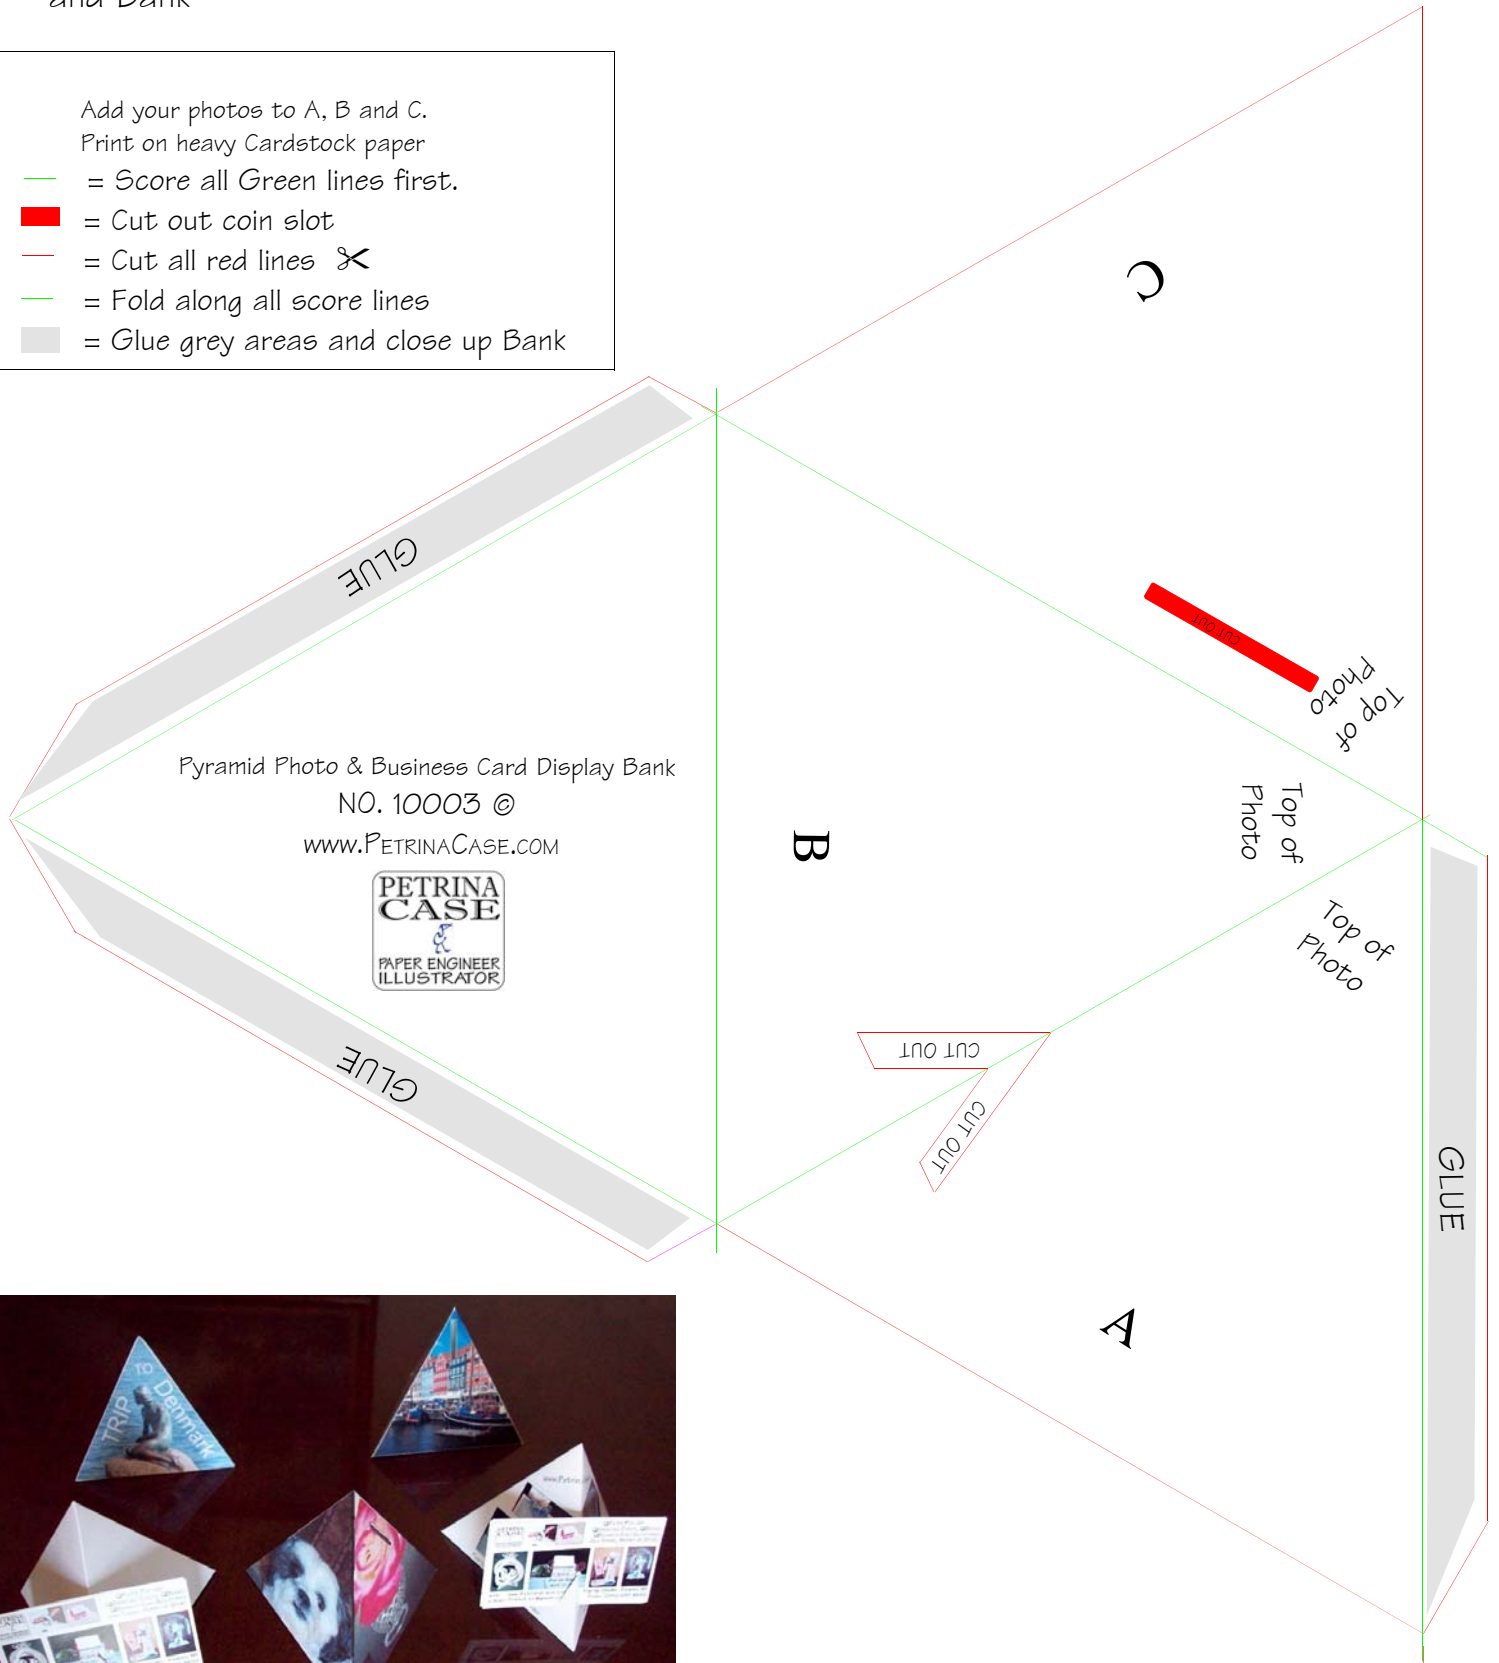 and Bank
Add your photos to A, B and C.
Print on heavy Cardstock paper
= Score all Green lines first.
= Cut out coin slot
= Cut all red lines
= Fold along all score lines
= Glue grey areas and close up Bank
C
GLUE
CUT OUT
Top of
Photo
Pyramid Photo & Business Card Display Bank
NO. 10003 ©
www.PETRINACASE.COM
PETRINA
CASE
PAPER ENGINEER
ILLUSTRATOR
B
Top of
Photo
Top of
Photo
CUT OUT
CUT OUT
GLUE
GLUE
A
TRIP
TO
Denmark
PETRINA
CASE